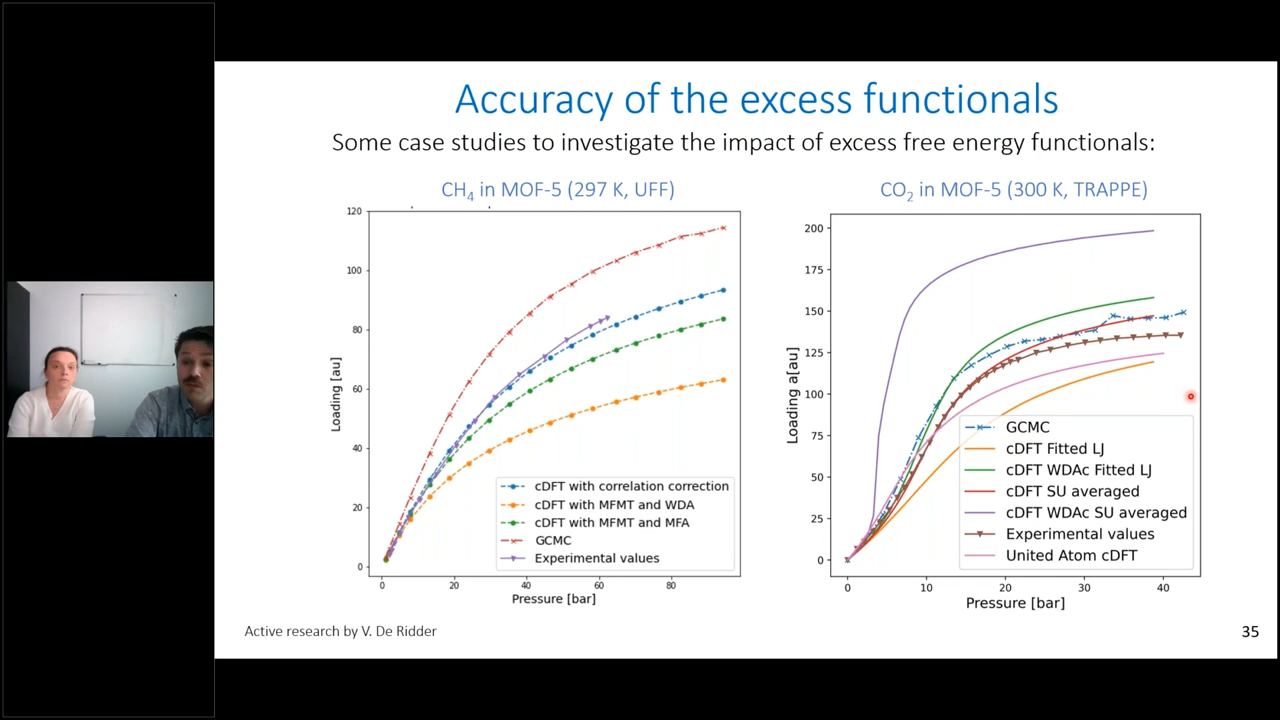 Accuracy of the excess functionals
Some case studies to investigate the impact of excess free energy functionals:
CH4 in MOF-5 (297 K, UFF)
120
100
80
60
40
20
0
Loading [au]
0
20
40
60
80
Pressure [bar]
cDFT with correlation correction
cDFT with MFMT and WDA
cDFT with MFMT and MFA
GCMC
Experimental values
CO2 in MOF-5 (300 K, TRAPPE)
200
175
150
125
100
75
50
25
0
Loading a[au]
0
10
20
30
40
Pressure [bar]
GCMC
cDFT Fitted LJ
cDFT WDAc Fitted LJ
cDFT SU averaged
cDFT WDAc SU averaged
Experimental values
United Atom cDFT
Active research by V. De Ridder
35